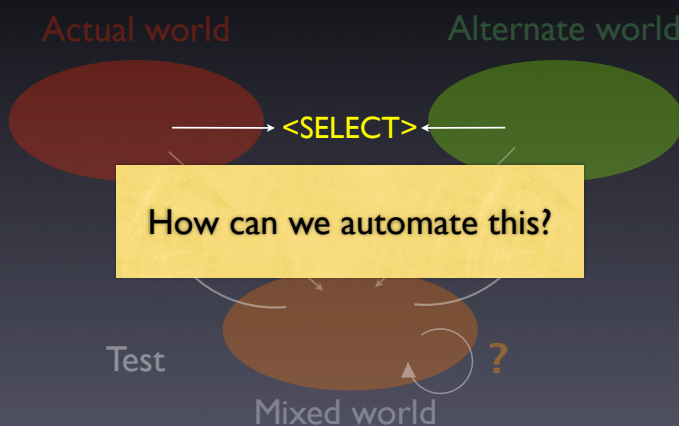 Actual world
Alternate world
<SELECT>
How can we automate this?
Test
?
Mixed world